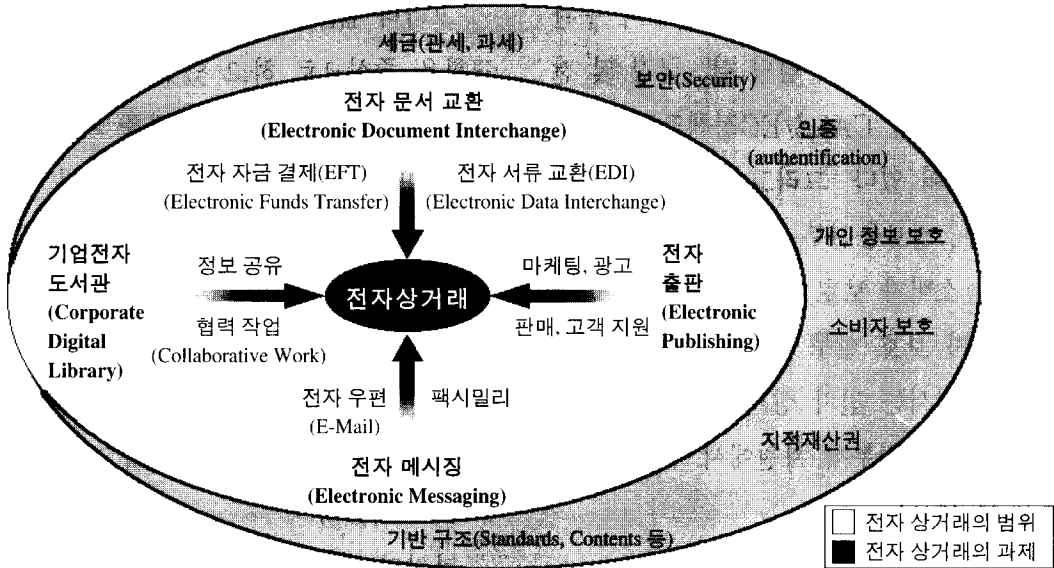 세금(관세, 과세)
보안(Security)
인증
(authentification)
개인 정보 보호
소비자 보호
지적재산권
기반 구조(Standards, Contents 등)
전자 문서 교환
(Electronic Document Interchange)
전자 자금 결제(EFT)
(Electronic Funds Transfer)
전자 서류 교환(EDI)
(Electronic Data Interchange)
기업전자
도서관
(Corporate
Digital
Library)
정보 공유
협력 작업
(Collaborative Work)
전자상거래
마케팅, 광고
판매, 고객 지원
전자
출판
(Electronic
Publishing)
전자 우편
(E-Mail)
팩시밀리
전자 메시징
(Electronic Messaging)
전자 상거래의 범위
전자 상거래의 과제